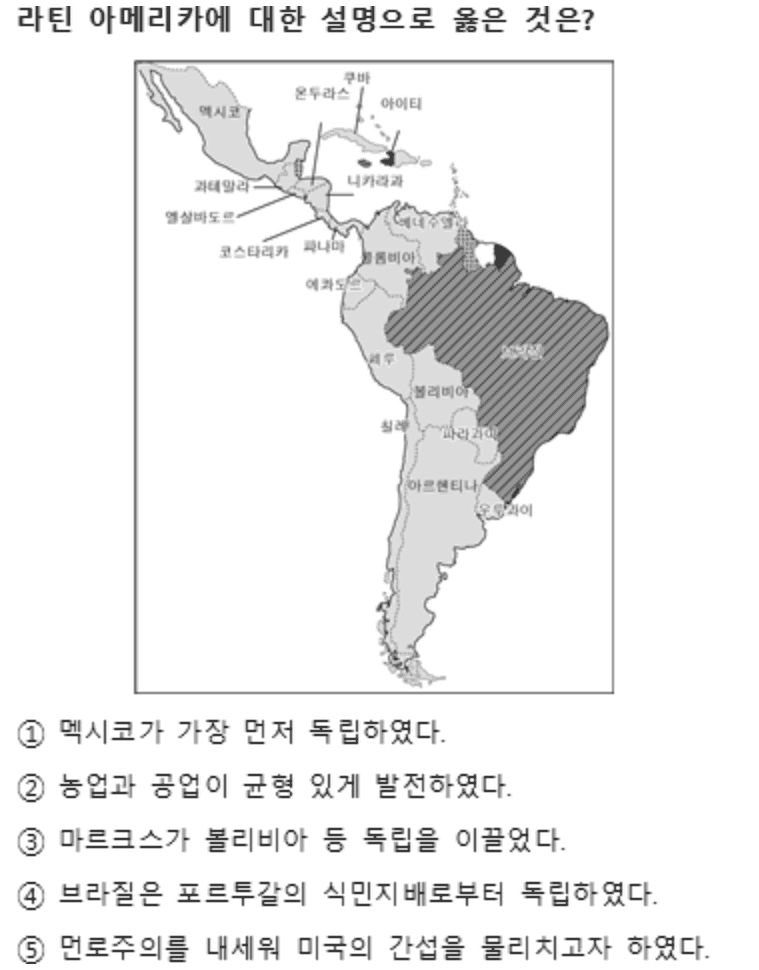 라틴 아메리카에 대한 설명으로 옳은 것은?
쿠바
온두라스
아이티
멕시코
과테말라
니카라과
엘살바도르
베네수엘라
코스타리카
파나마
콜롬비아
에콰도르
브라질
페루
볼리비아
칠레
파라과이
아르헨티나
우루과이
① 멕시코가 가장 먼저 독립하였다.
② 농업과 공업이 균형 있게 발전하였다.
③ 마르크스가 볼리비아 등 독립을 이끌었다.
④ 브라질은 포르투갈의 식민지배로부터 독립하였다.
⑤ 먼로주의를 내세워 미국의 간섭을 물리치고자 하였다.